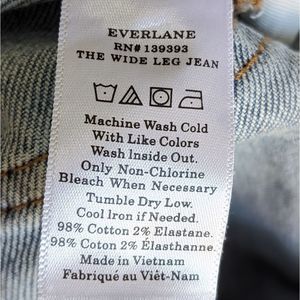 EVERLANE
RN# 139393
THE WIDE LEG JEAN
Machine Wash Cold
With Like Colors
Wash Inside Out.
Only Non-Chlorine
Bleach When Necessary
Tumble Dry Low.
Cool Iron if Needed.
98% Cotton 2% Elastane.
98% Cotton 2% Élasthanne.
Made in Vietnam
Fabriqué au Viêt-Nam